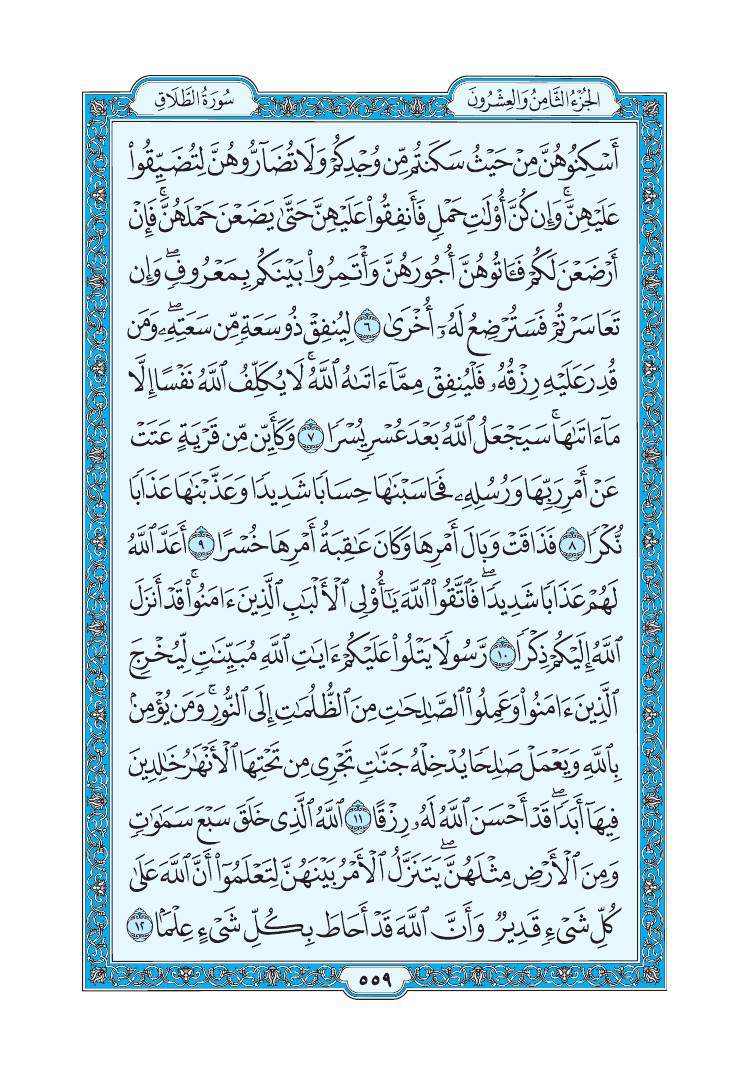 الجُزْءُ الثَّامِنُ وَالعِشْرُونَ
سُورَةُ الطَّلَاقِ
أَسْكِنُوهُنَّ مِنْ حَيْثُ سَكَنتُم مِّن وُجْدِكُمْ وَلَا تُضَآرُّوهُنَّ لِتُضَيِّقُوا۟
عَلَيْهِنَّ ۚ وَإِن كُنَّ أُو۟لَـٰتِ حَمْلٍ فَأَنفِقُوا۟ عَلَيْهِنَّ حَتَّىٰ يَضَعْنَ حَمْلَهُنَّ ۚ فَإِنْ
أَرْضَعْنَ لَكُمْ فَـَٔاتُوهُنَّ أُجُورَهُنَّ وَأْتَمِرُوا۟ بَيْنَكُم بِمَعْرُوفٍ ۖ وَإِن
تَعَاسَرْتُمْ فَسَتُرْضِعُ لَهُۥٓ أُخْرَىٰ ٦ لِيُنفِقْ ذُو سَعَةٍ مِّن سَعَتِهِۦ ۖ وَمَن
قُدِرَ عَلَيْهِ رِزْقُهُۥ فَلْيُنفِقْ مِمَّآ ءَاتَىٰهُ ٱللَّهُ ۚ لَا يُكَلِّفُ ٱللَّهُ نَفْسًا إِلَّا
مَآ ءَاتَىٰهَا ۚ سَيَجْعَلُ ٱللَّهُ بَعْدَ عُسْرٍ يُسْرًا ٧ وَكَأَيِّن مِّن قَرْيَةٍ عَتَتْ
عَنْ أَمْرِ رَبِّهَا وَرُسُلِهِۦ فَحَاسَبْنَـٰهَا حِسَابًا شَدِيدًا وَعَذَّبْنَـٰهَا عَذَابًا
نُّكْرًا ٨ فَذَاقَتْ وَبَالَ أَمْرِهَا وَكَانَ عَـٰقِبَةُ أَمْرِهَا خُسْرًا ٩ أَعَدَّ ٱللَّهُ
لَهُمْ عَذَابًا شَدِيدًا ۖ فَٱتَّقُوا۟ ٱللَّهَ يَـٰٓأُو۟لِى ٱلْأَلْبَـٰبِ ٱلَّذِينَ ءَامَنُوا۟ ۚ قَدْ أَنزَلَ
ٱللَّهُ إِلَيْكُمْ ذِكْرًا ١٠ رَّسُولًا يَتْلُوا۟ عَلَيْكُمْ ءَايَـٰتِ ٱللَّهِ مُبَيِّنَـٰتٍ لِّيُخْرِجَ
ٱلَّذِينَ ءَامَنُوا۟ وَعَمِلُوا۟ ٱلصَّـٰلِحَـٰتِ مِنَ ٱلظُّلُمَـٰتِ إِلَى ٱلنُّورِ ۚ وَمَن يُؤْمِنۢ
بِٱللَّهِ وَيَعْمَلْ صَـٰلِحًا يُدْخِلْهُ جَنَّـٰتٍ تَجْرِى مِن تَحْتِهَا ٱلْأَنْهَـٰرُ خَـٰلِدِينَ
فِيهَآ أَبَدًا ۖ قَدْ أَحْسَنَ ٱللَّهُ لَهُۥ رِزْقًا ١١ ٱللَّهُ ٱلَّذِى خَلَقَ سَبْعَ سَمَـٰوَٰتٍ
وَمِنَ ٱلْأَرْضِ مِثْلَهُنَّ ۖ يَتَنَزَّلُ ٱلْأَمْرُ بَيْنَهُنَّ لِتَعْلَمُوٓا۟ أَنَّ ٱللَّهَ عَلَىٰ
كُلِّ شَىْءٍ قَدِيرٌ وَأَنَّ ٱللَّهَ قَدْ أَحَاطَ بِكُلِّ شَىْءٍ عِلْمًۢا ١٢
٥٥٩